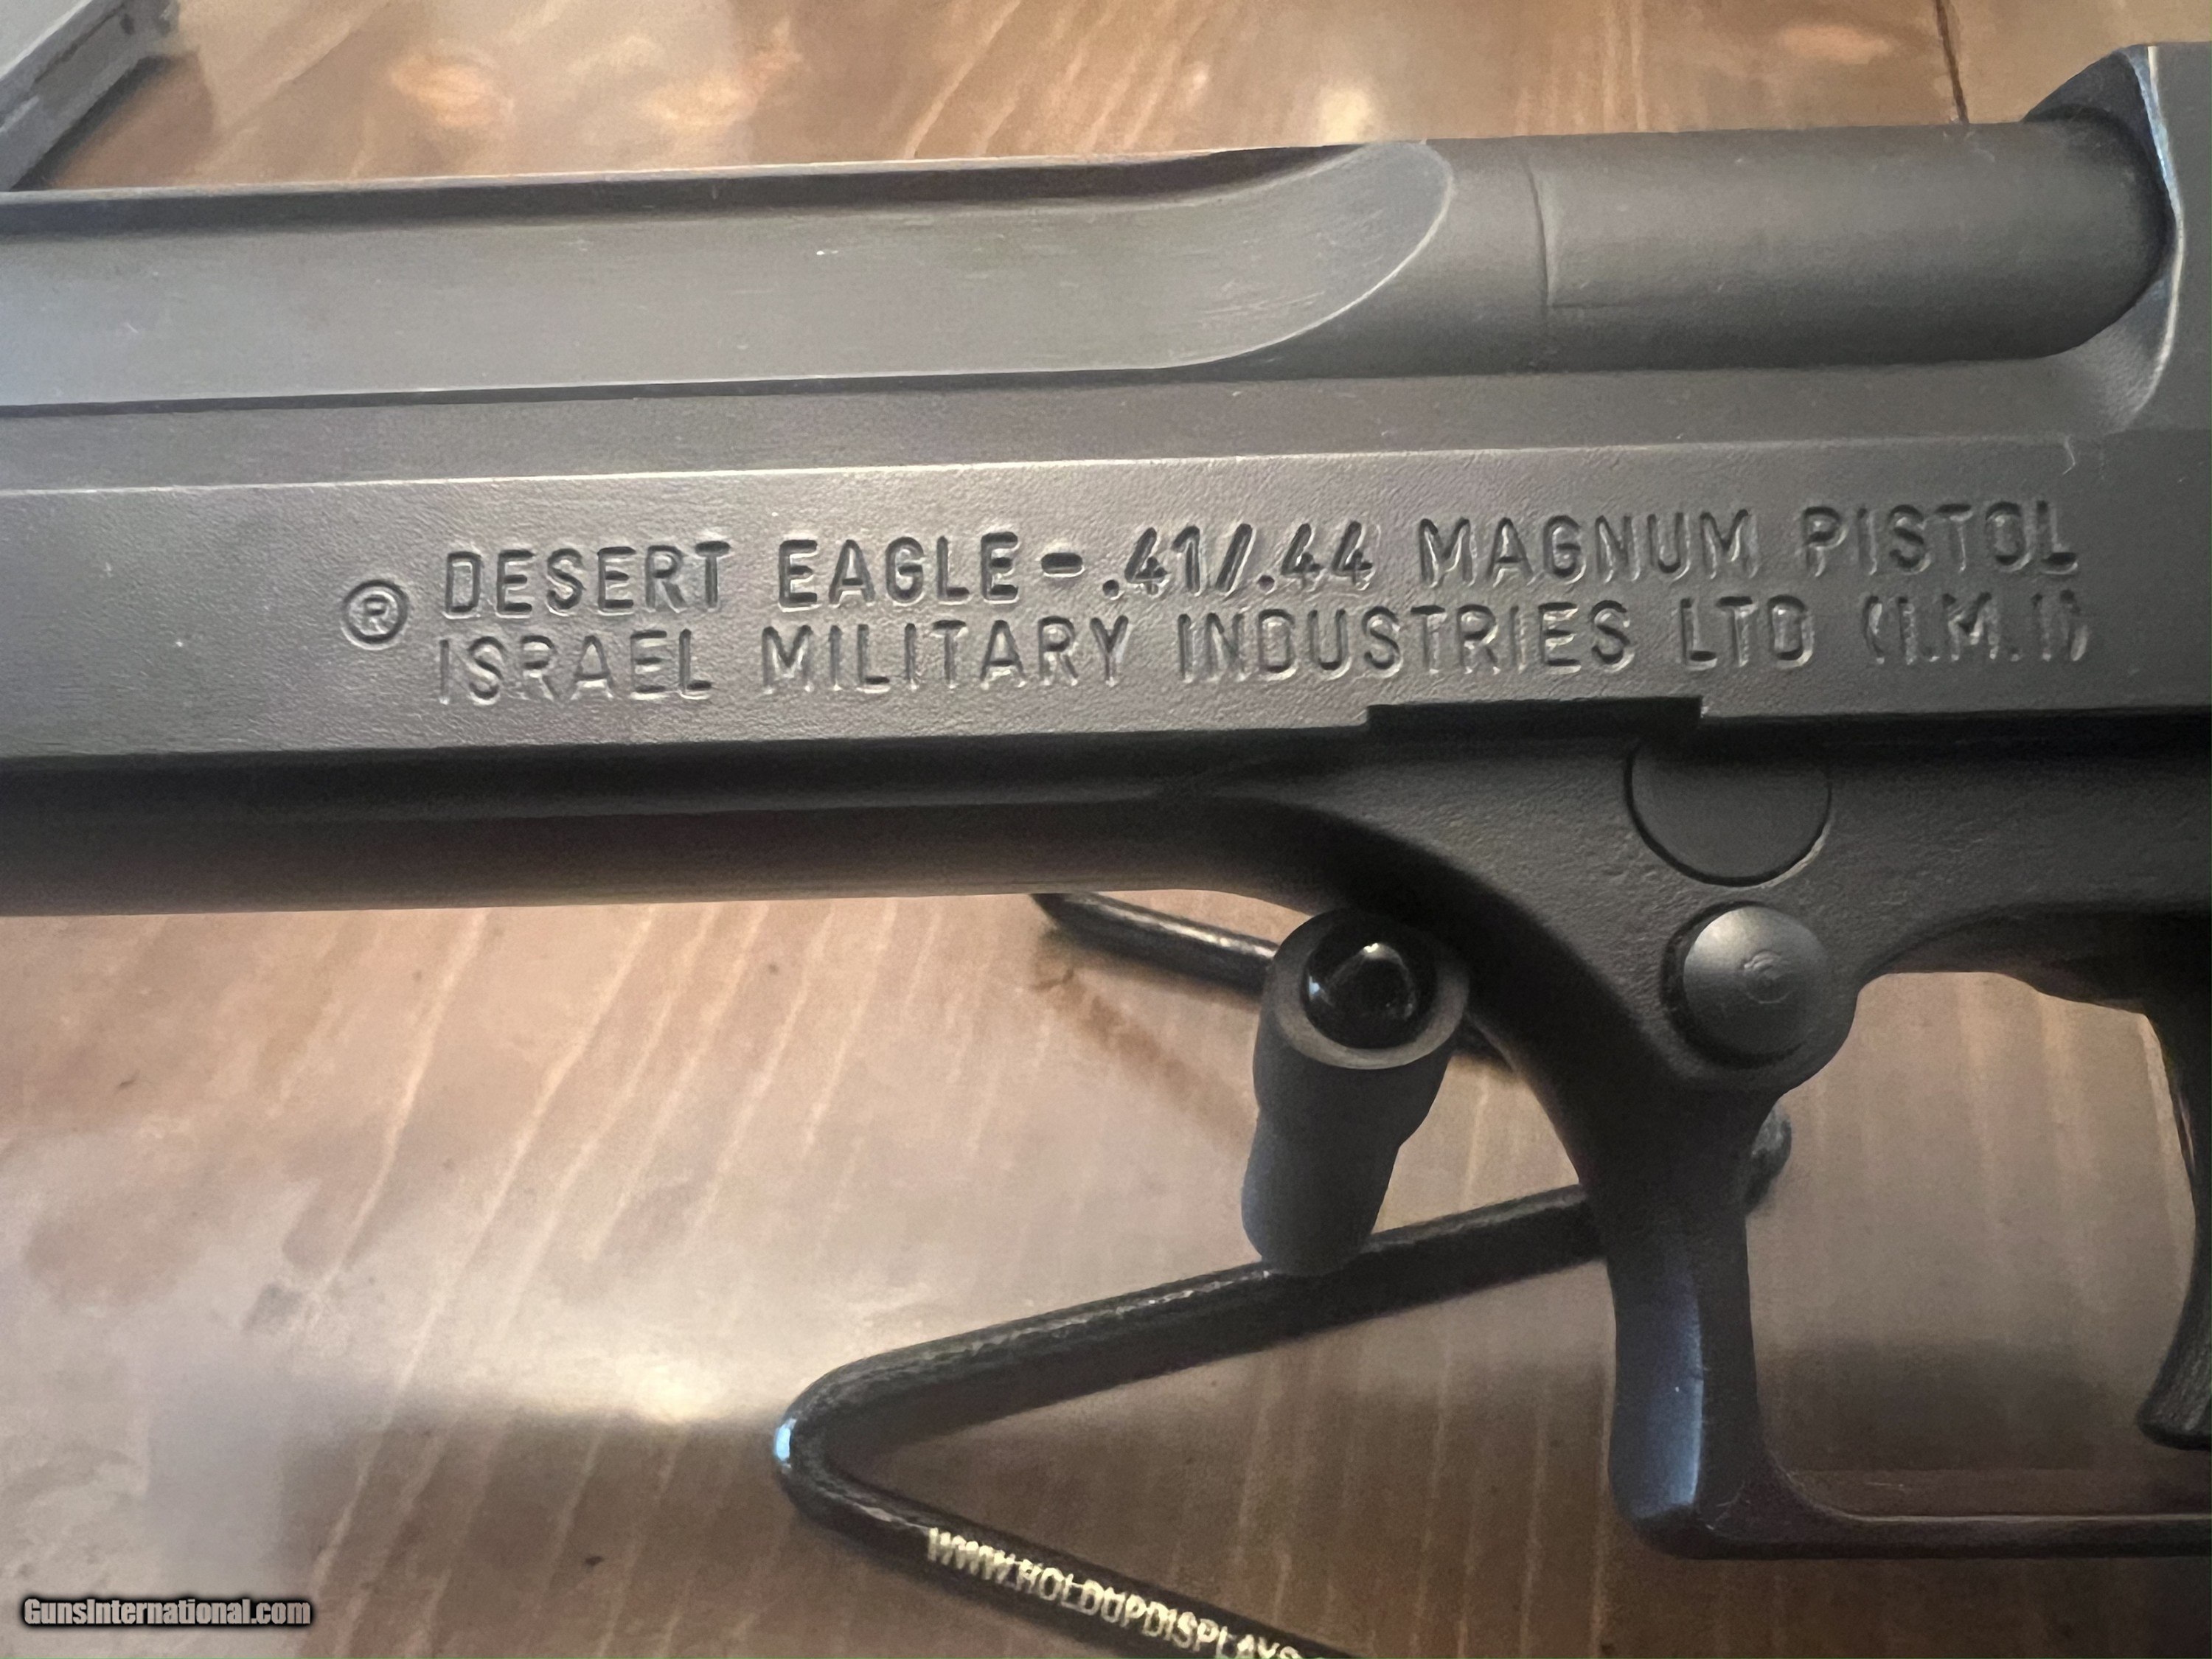 ® DESERT EAGLE-.41/.44 MAGNUM PISTOL
ISRAEL MILITARY INDUSTRIES LTD (I.M.I)
WWW.HOLDUPDISPLAYS
GunsInternational.com